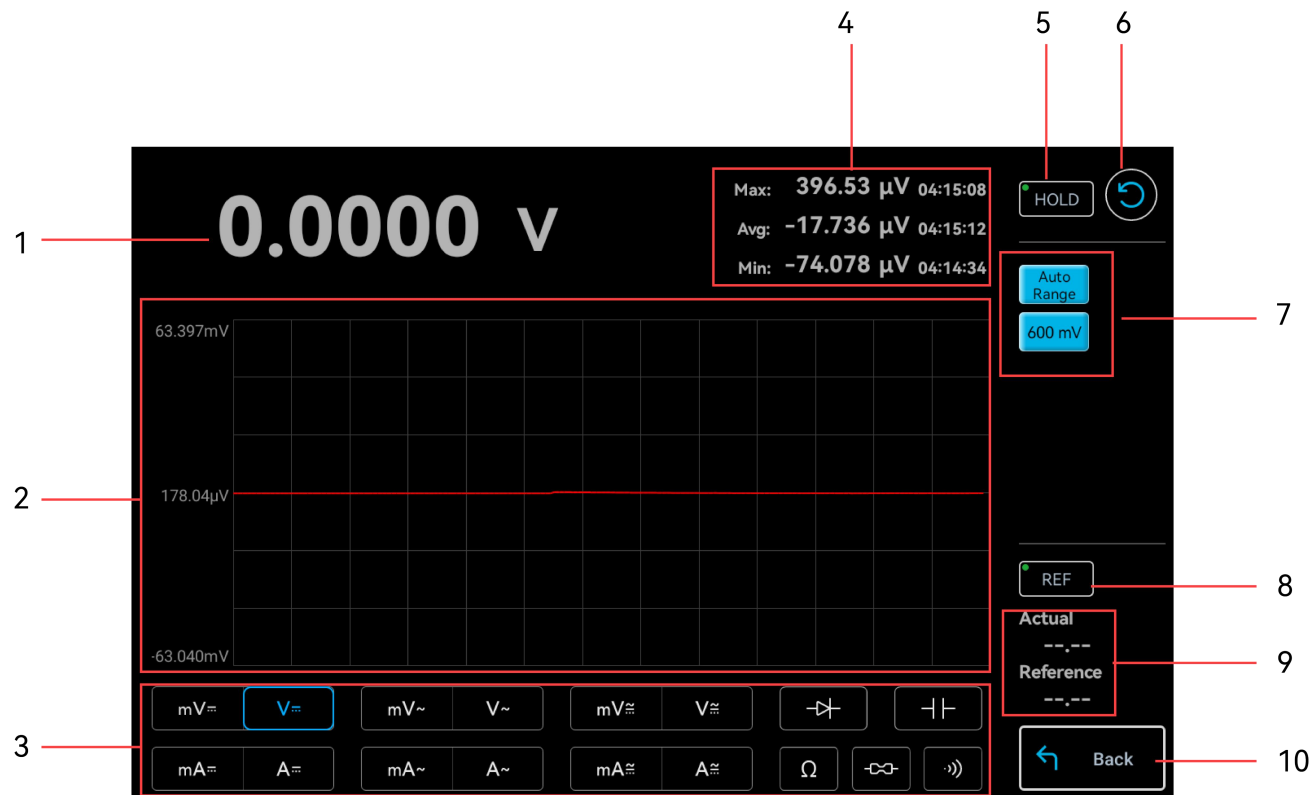 4 5 6
1
0.0000 V
Max: 396.53 µV 04:15:08
Avg: -17.736 µV 04:15:12
Min: -74.078 µV 04:14:34
HOLD
Auto
Range
600 mV
7
2
63.397mV
178.04µV
-63.040mV
REF
8
Actual
--.--
Reference
--.--
9
3
mV⎓ V⎓ mV~ V~ mV≅ V≅
mA⎓ A⎓ mA~ A~ mA≅ A≅ Ω
Back
10